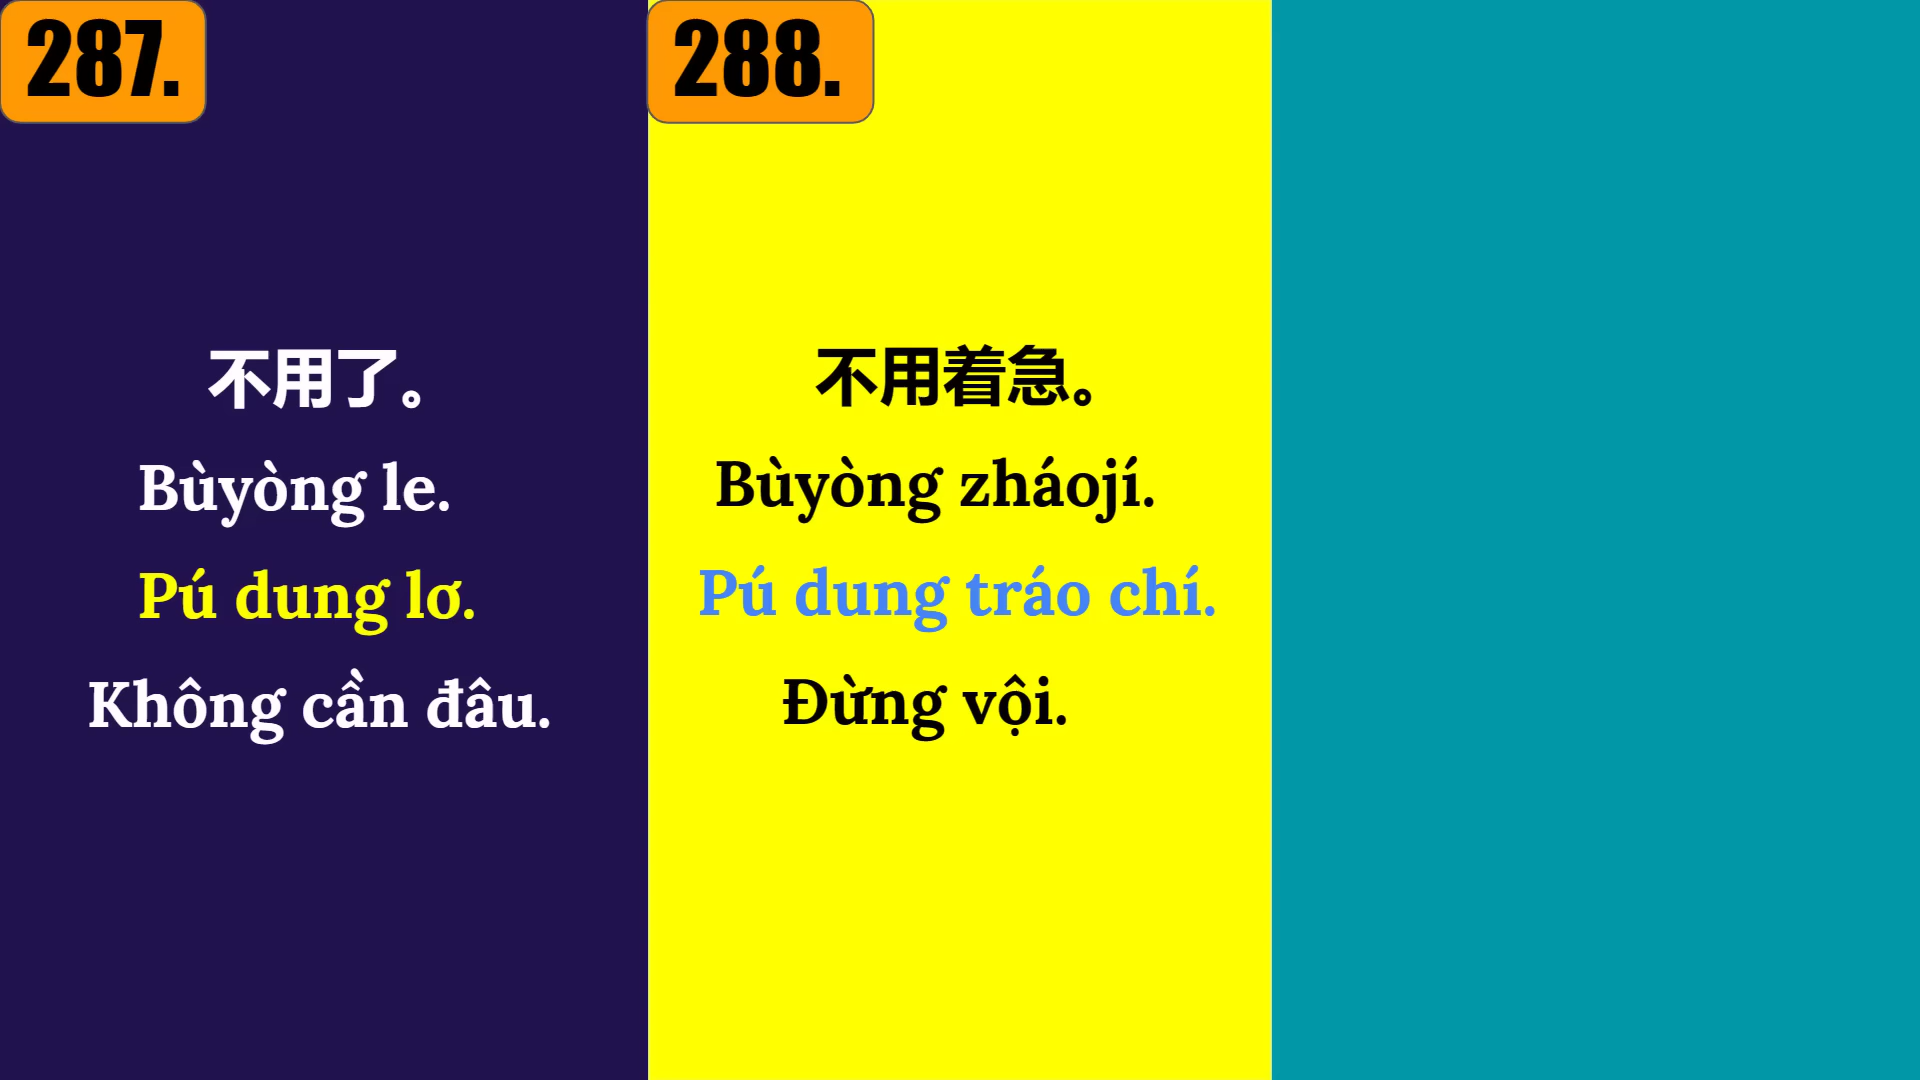 287.
不用了。
Bùyòng le.
Pú dung lơ.
Không cần đâu.
288.
不用着急。
Bùyòng zháojí.
Pú dung tráo chí.
Đừng vội.